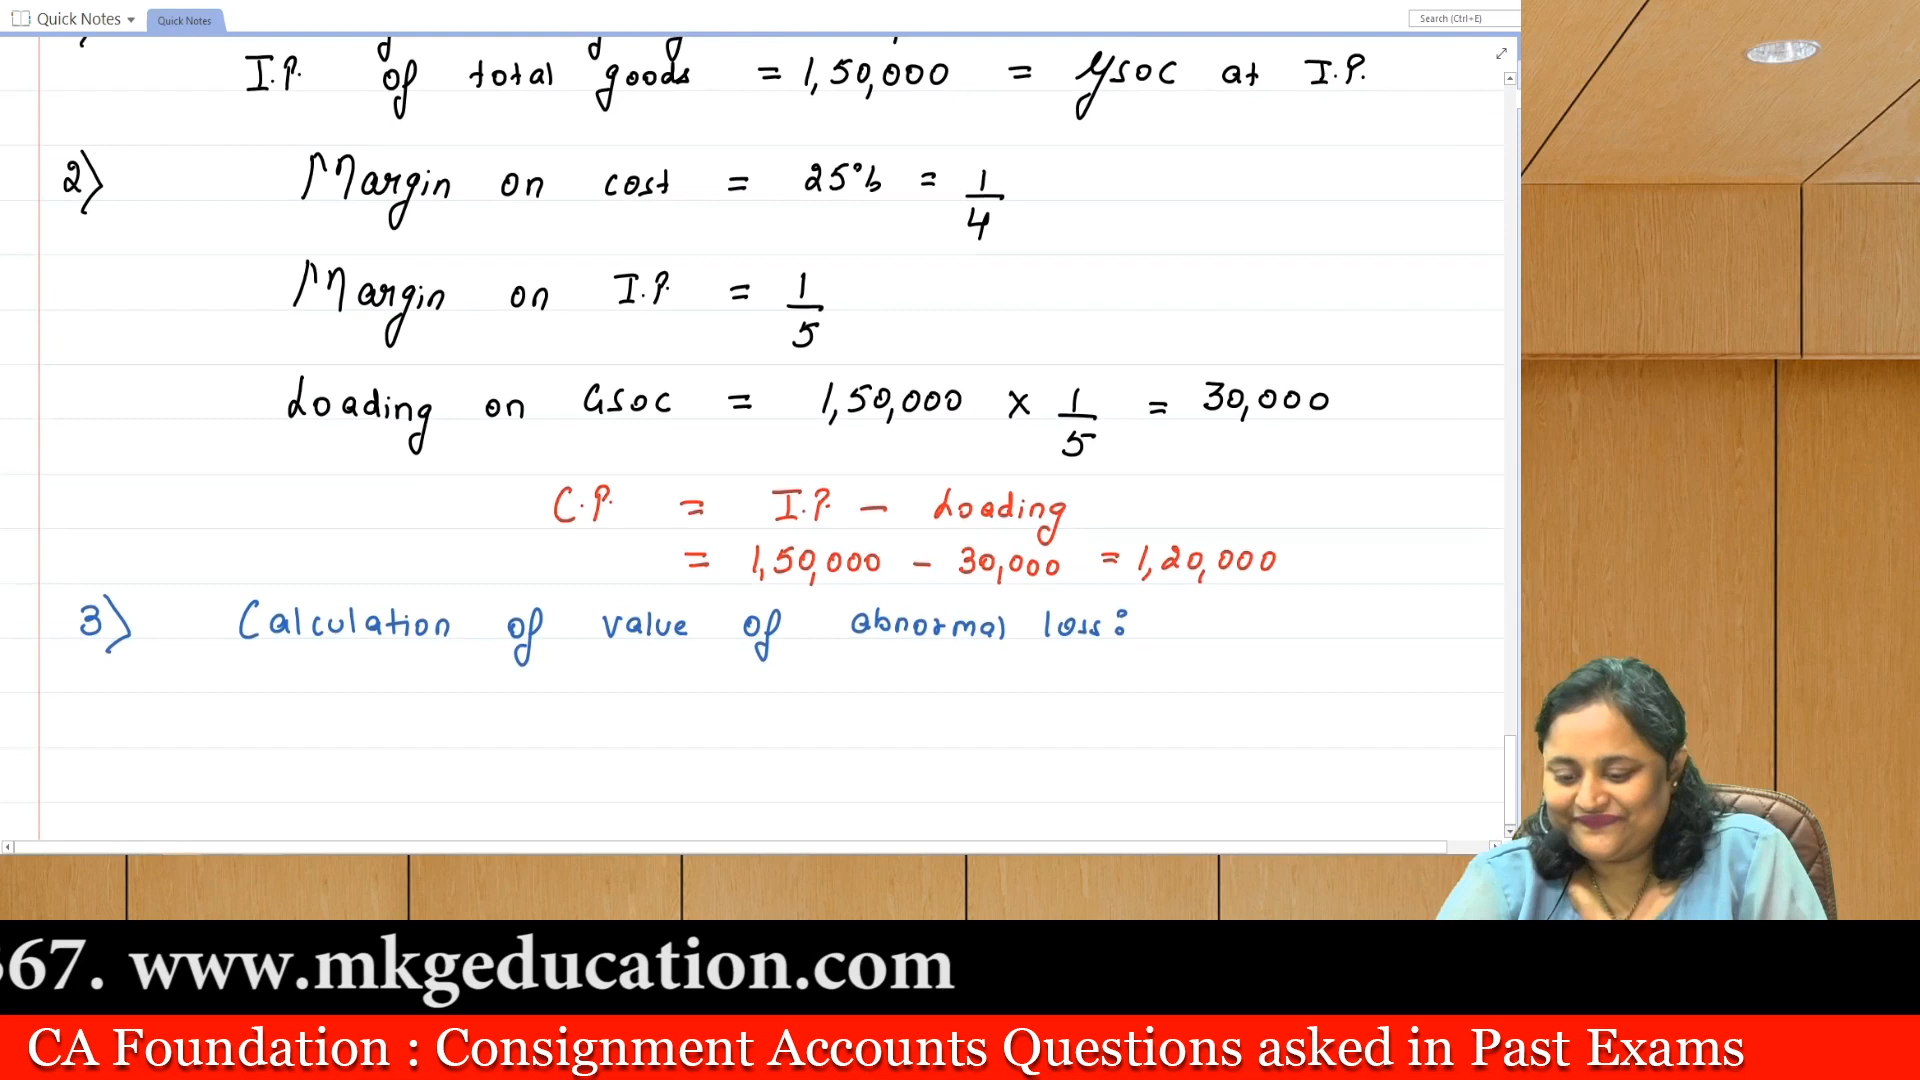 Quick Notes
Quick Notes
Search (Ctrl+E)
I.P. of total goods = 1,50,000 = GSOC at I.P.
2) Margin on cost = 25% = 1/4
Margin on I.P. = 1/5
Loading on GSOC = 1,50,000 × 1/5 = 30,000
C.P. = I.P. - Loading
= 1,50,000 - 30,000 = 1,20,000
3) Calculation of value of abnormal loss:
67. www.mkgeducation.com
CA Foundation : Consignment Accounts Questions asked in Past Exams